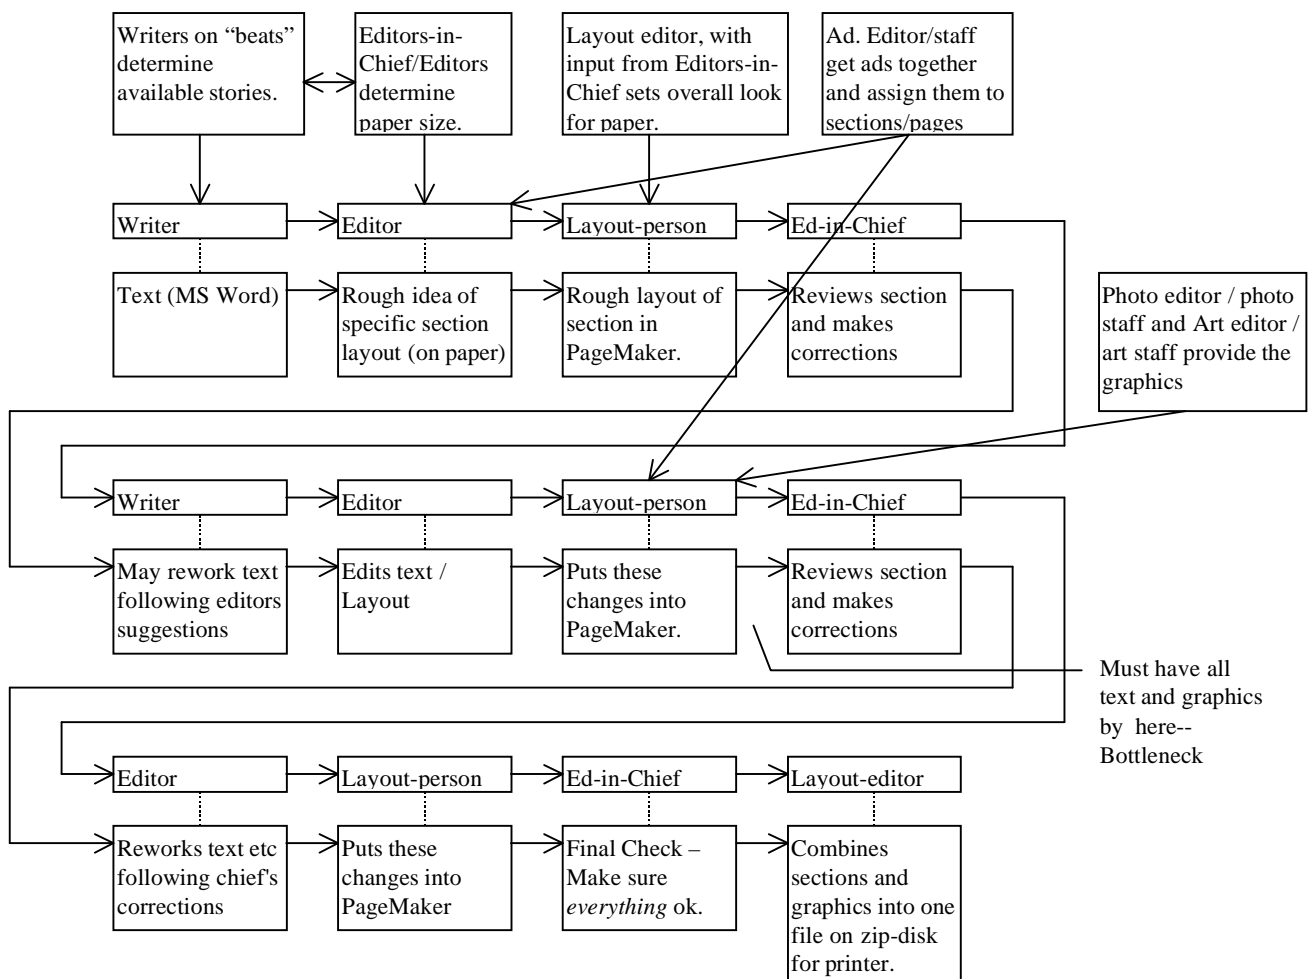 Writers on “beats”
determine
available stories.
Editors-in-
Chief/Editors
determine
paper size.
Layout editor, with
input from Editors-in-
Chief sets overall look
for paper.
Ad. Editor/staff
get ads together
and assign them to
sections/pages
Writer
Editor
Layout-person
Ed-in-Chief
Text (MS Word)
Rough idea of
specific section
layout (on paper)
Rough layout of
section in
PageMaker.
Reviews section
and makes
corrections
Photo editor / photo
staff and Art editor /
art staff provide the
graphics
Writer
Editor
Layout-person
Ed-in-Chief
May rework text
following editors
suggestions
Edits text /
Layout
Puts these
changes into
PageMaker.
Reviews section
and makes
corrections
Must have all
text and graphics
by here--
Bottleneck
Editor
Layout-person
Ed-in-Chief
Layout-editor
Reworks text etc
following chief's
corrections
Puts these
changes into
PageMaker
Final Check –
Make sure
everything ok.
Combines
sections and
graphics into one
file on zip-disk
for printer.